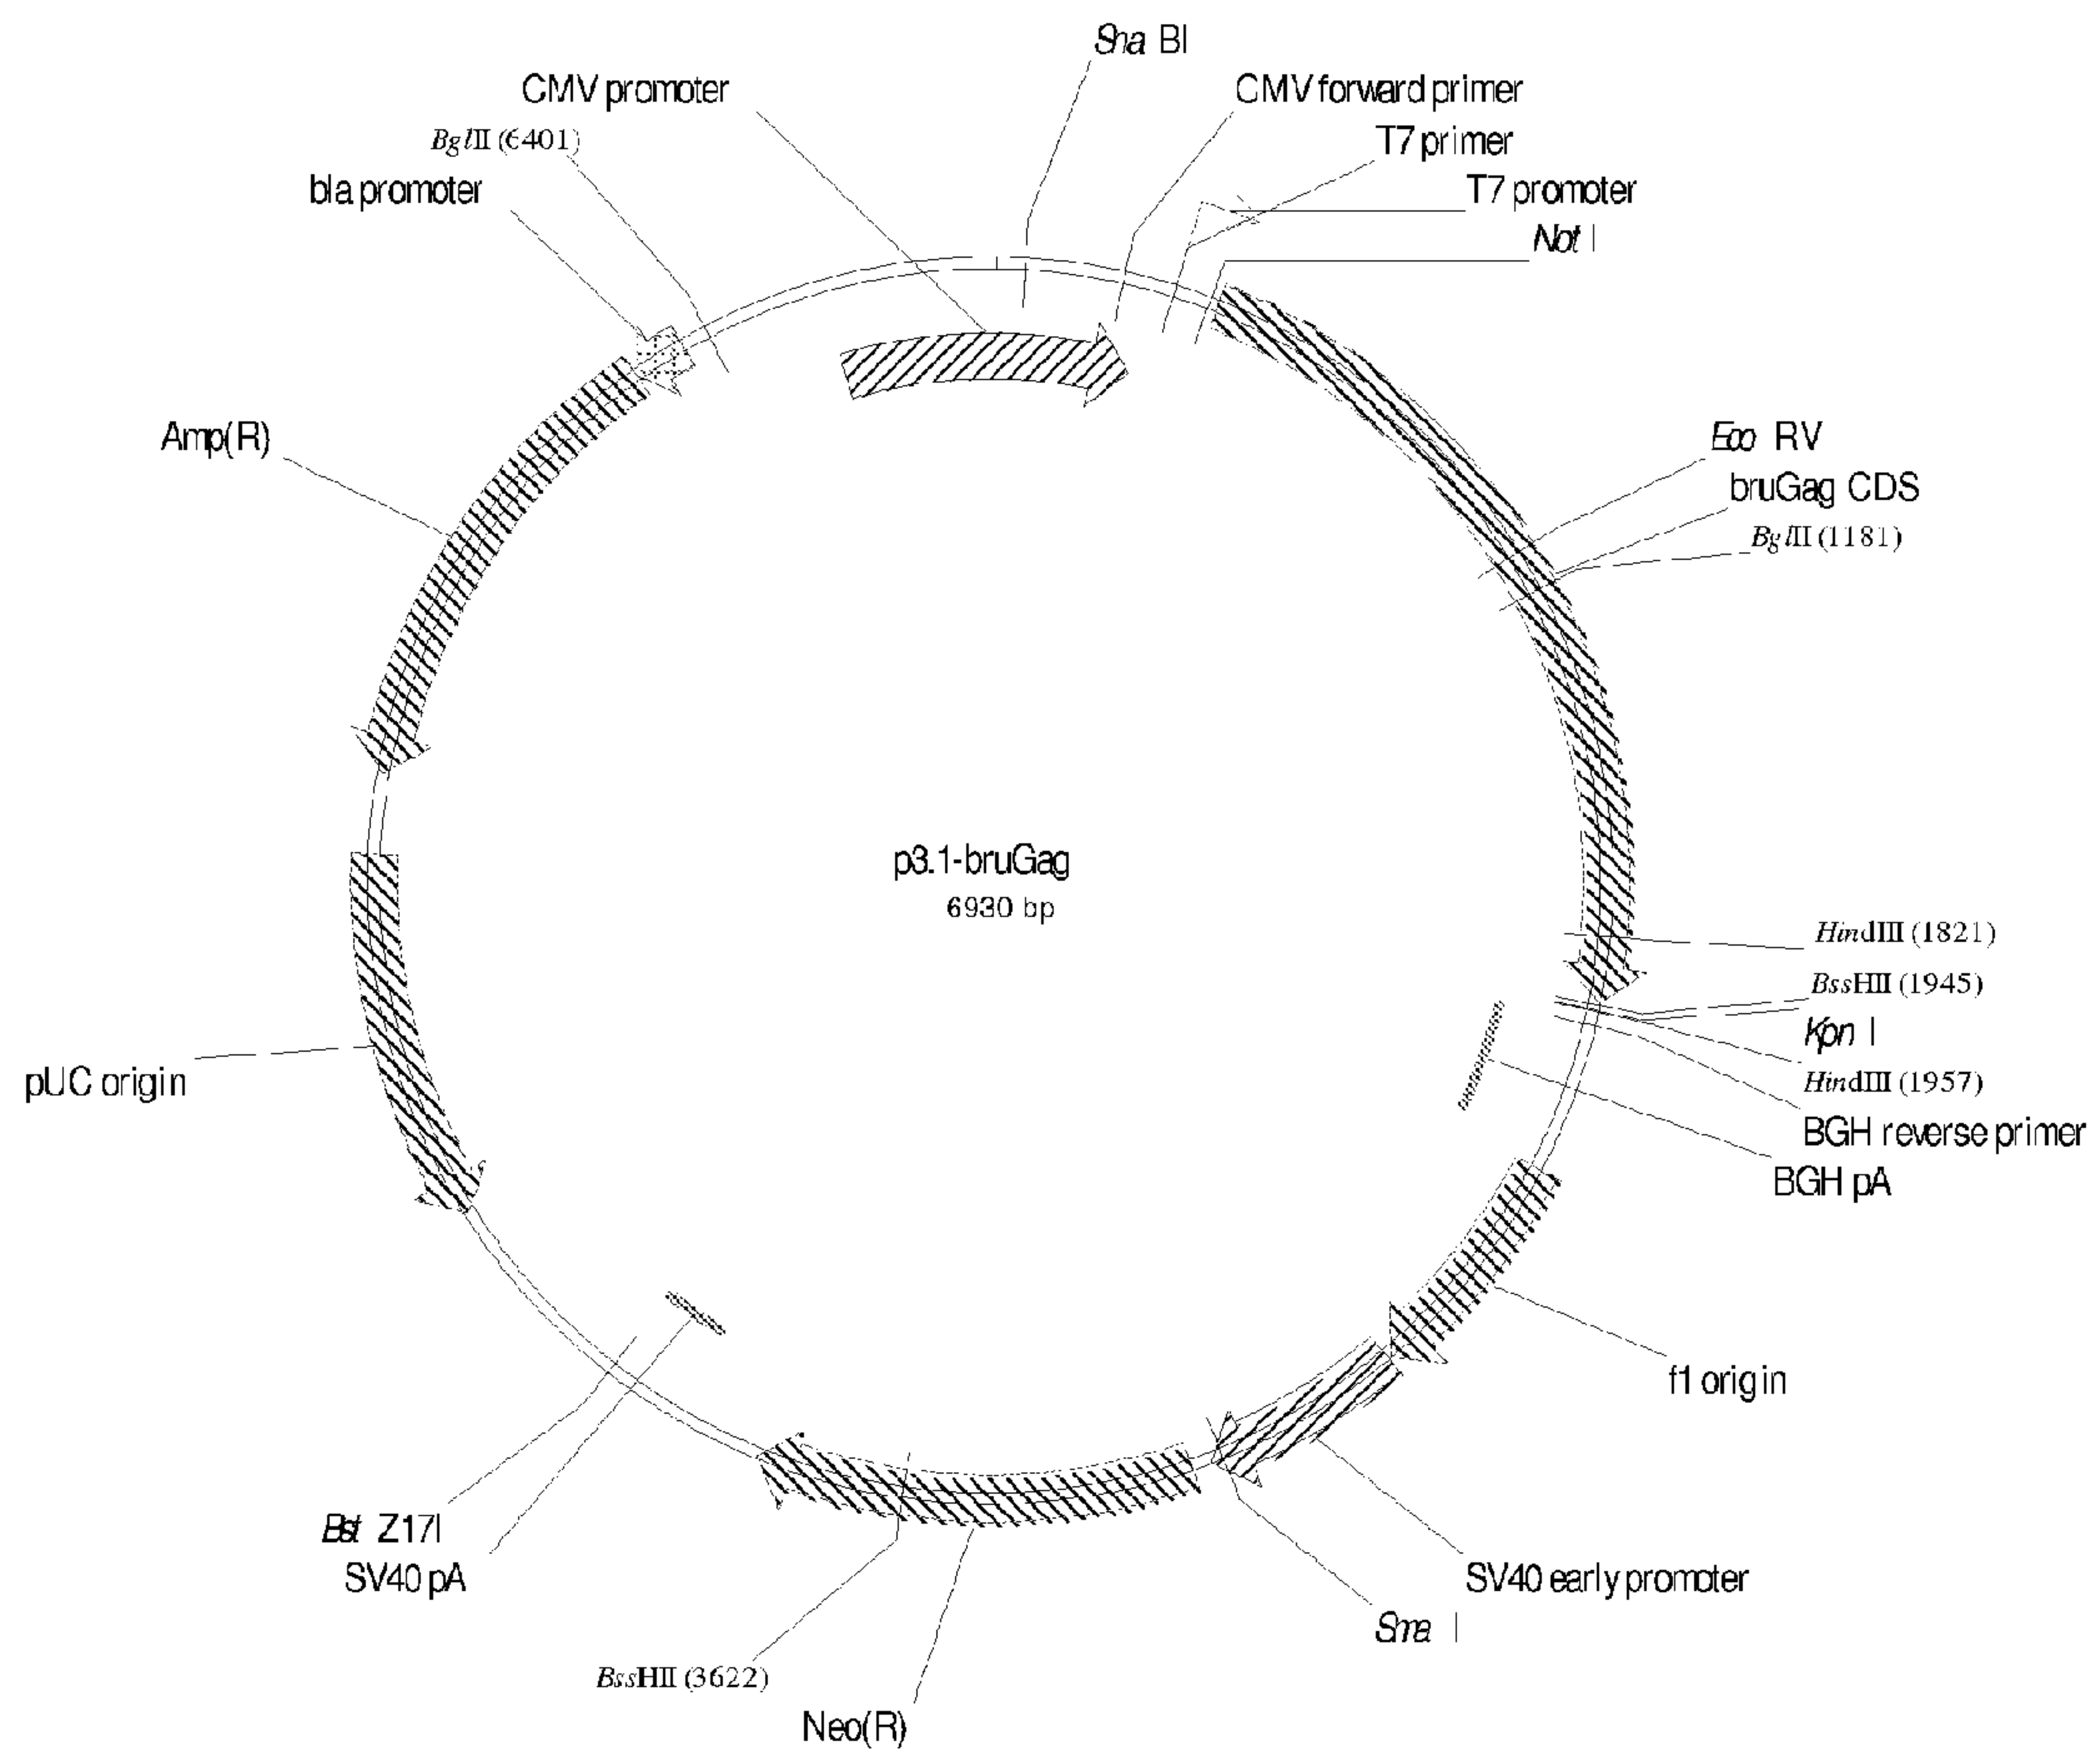 Sna BI
CMV promoter
CMV forward primer
BglII (6401)
T7 primer
bla promoter
T7 promoter
Not I
Amp(R)
Eco RV
bruGag CDS
BglII (1181)
p3.1-bruGag
6930 bp
HindIII (1821)
BssHII (1945)
Kpn I
HindIII (1957)
pUC origin
BGH reverse primer
BGH pA
f1 origin
Bst Z17I
SV40 pA
SV40 early promoter
Sma I
BssHII (3622)
Neo(R)